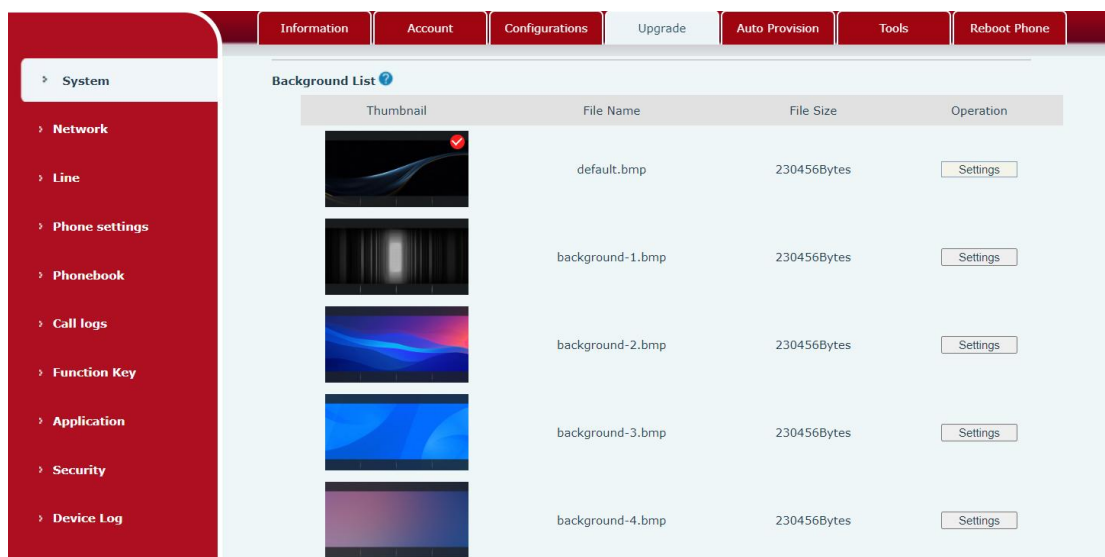 Information Account Configurations Upgrade Auto Provision Tools Reboot Phone
System
Network
Line
Phone settings
Phonebook
Call logs
Function Key
Application
Security
Device Log
Background List
Thumbnail File Name File Size Operation
default.bmp 230456Bytes Settings
background-1.bmp 230456Bytes Settings
background-2.bmp 230456Bytes Settings
background-3.bmp 230456Bytes Settings
background-4.bmp 230456Bytes Settings